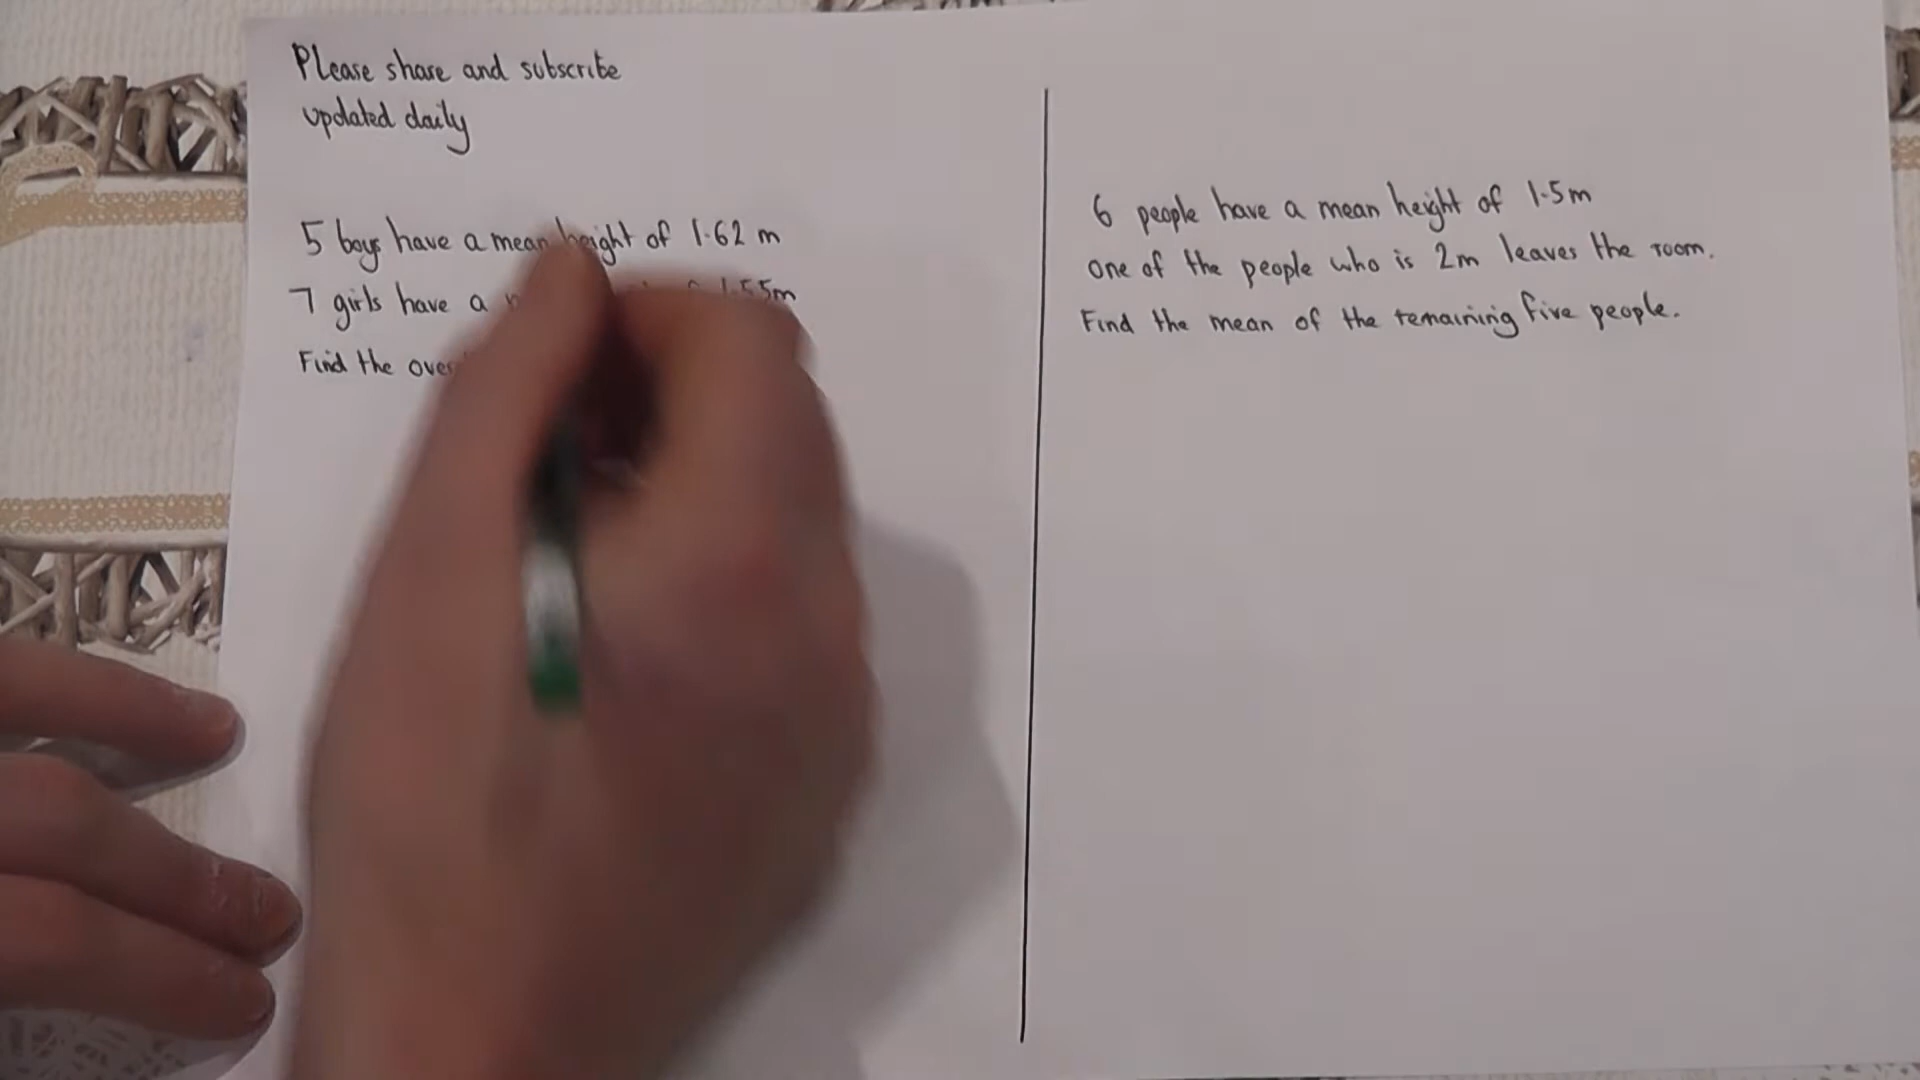 Please share and subscribe
updated daily
5 boys have a mean height of 1.62 m
7 girls have a 1.55m
Find the
6 people have a mean height of 1.5m
one of the people who is 2m leaves the room.
Find the mean of the remaining five people.